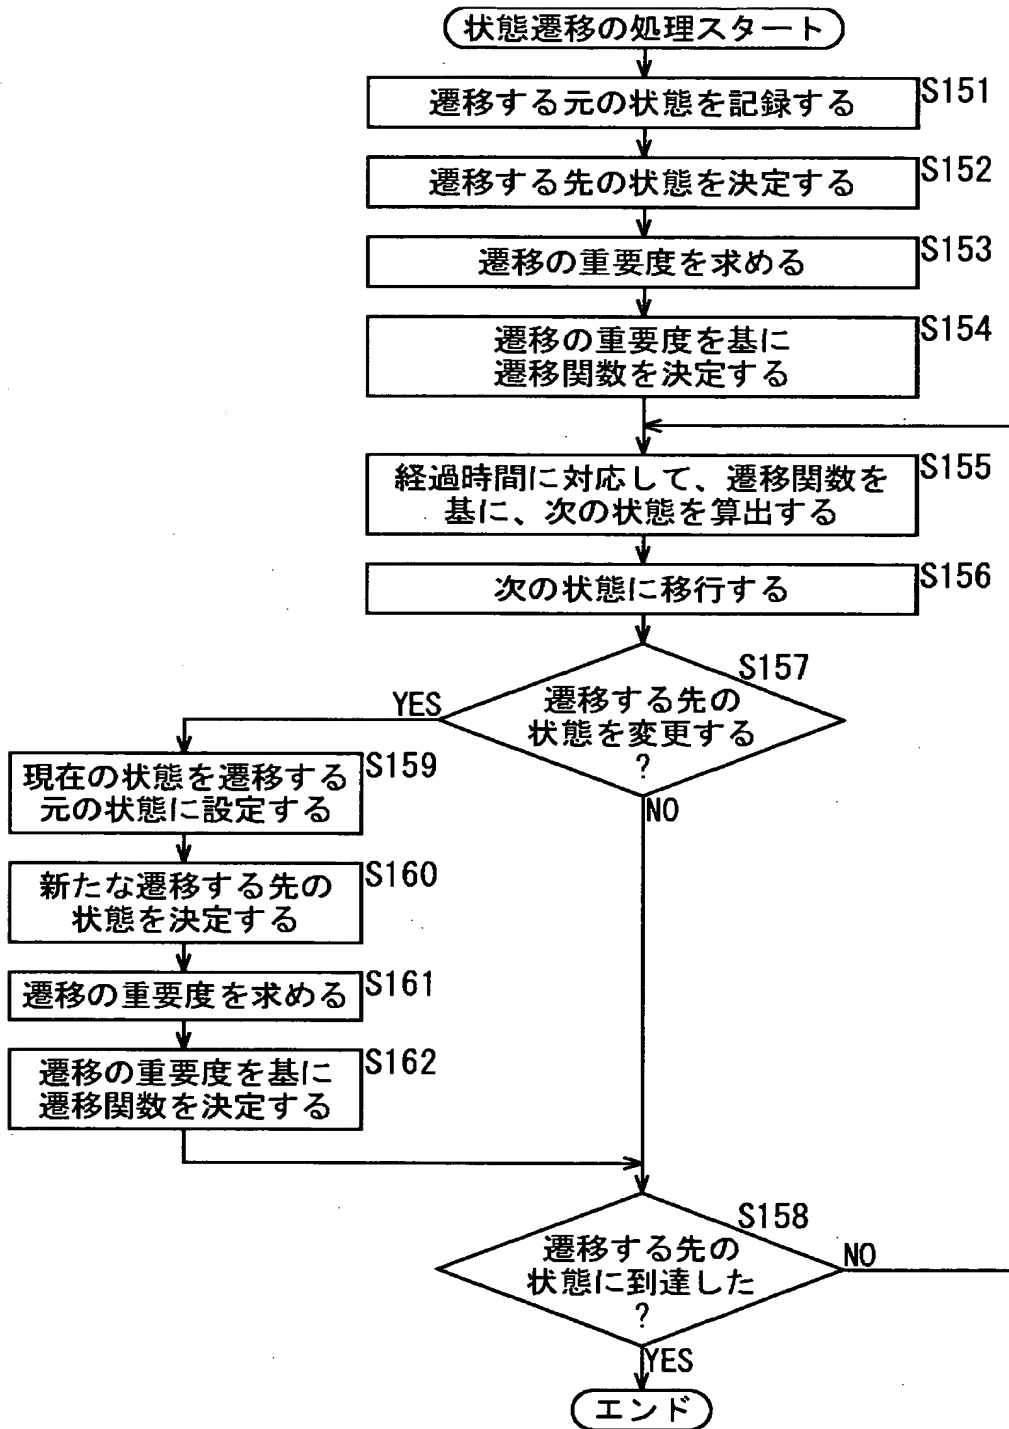 状態遷移の処理スタート
遷移する元の状態を記録する
S151
遷移する先の状態を決定する
S152
遷移の重要度を求める
S153
遷移の重要度を基に
遷移関数を決定する
S154
経過時間に対応して、遷移関数を
基に、次の状態を算出する
S155
次の状態に移行する
S156
S157
遷移する先の
状態を変更する
?
YES
NO
現在の状態を遷移する
元の状態に設定する
S159
新たな遷移する先の
状態を決定する
S160
遷移の重要度を求める
S161
遷移の重要度を基に
遷移関数を決定する
S162
S158
遷移する先の
状態に到達した
?
NO
YES
エンド